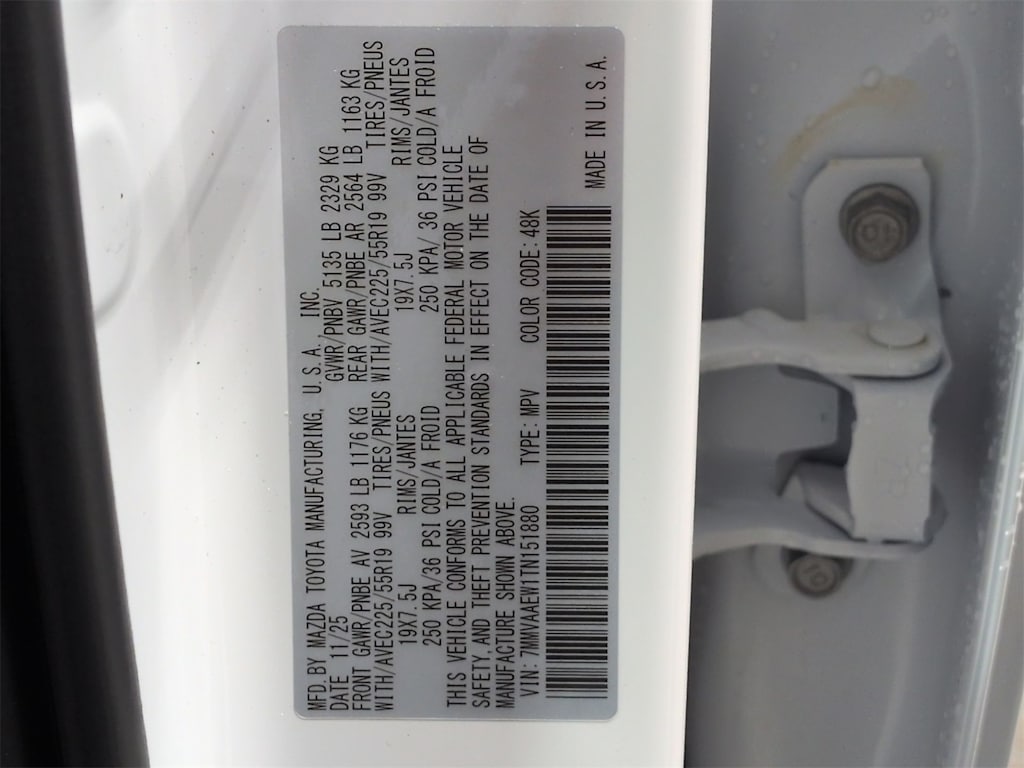 MFD.BY MAZDA TOYOTA MANUFACTURING, U.S.A. INC.
DATE 11/25 GVWR/PNBV 5135 LB 2329 KG
FRONT GAWR/PNBE AV 2593 LB 1176 KG REAR GAWR/PNBE AR 2564 LB 1163 KG
WITH/AVEC225/55R19 99V TIRES/PNEUS WITH/AVEC225/55R19 99V TIRES/PNEUS
19X7.5J RIMS/JANTES 19X7.5J RIMS/JANTES
250 KPA/36 PSI COLD/A FROID 250 KPA/ 36 PSI COLD/A FROID
THIS VEHICLE CONFORMS TO ALL APPLICABLE FEDERAL MOTOR VEHICLE
SAFETY,AND THEFT PREVENTION STANDARDS IN EFFECT ON THE DATE OF
MANUFACTURE SHOWN ABOVE.
VIN:7MMVAAEW1TN151880 TYPE:MPV COLOR CODE:48K
MADE IN U.S.A.